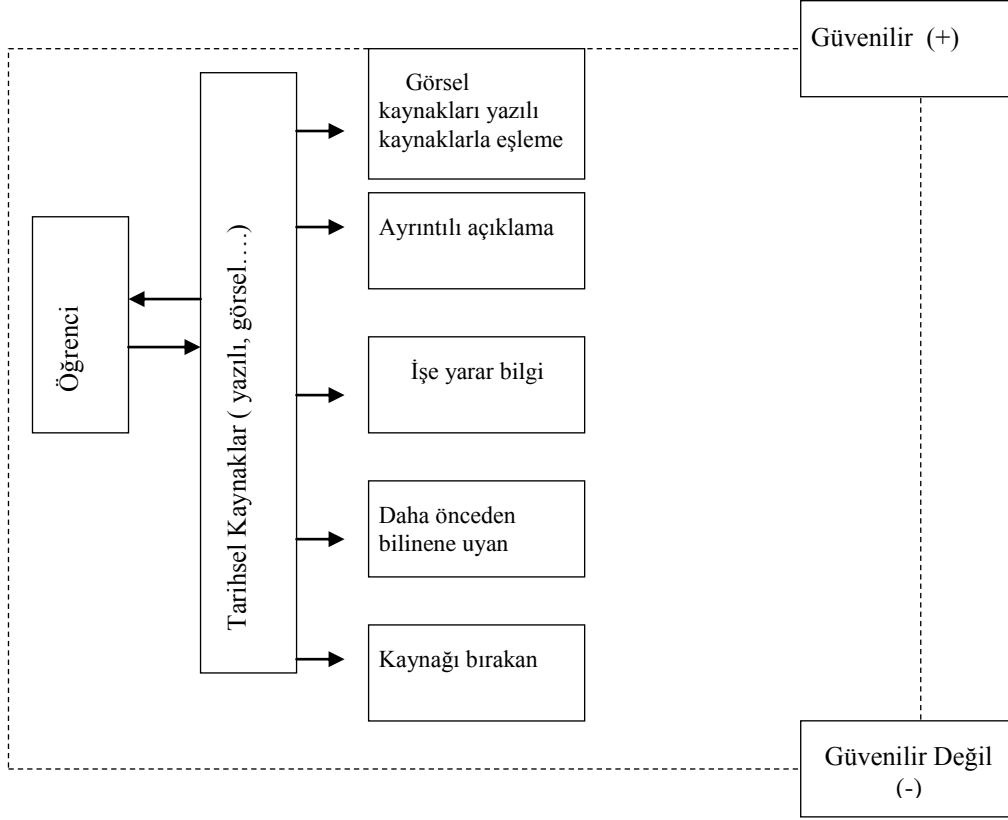 Güvenilir (+)
Görsel
kaynakları yazılı
kaynaklarla eşleme
Ayrıntılı açıklama
Öğrenci
Tarihsel Kaynaklar ( yazılı, görsel….)
İşe yarar bilgi
Daha önceden
bilinene uyan
Kaynağı bırakan
Güvenilir Değil
(-)